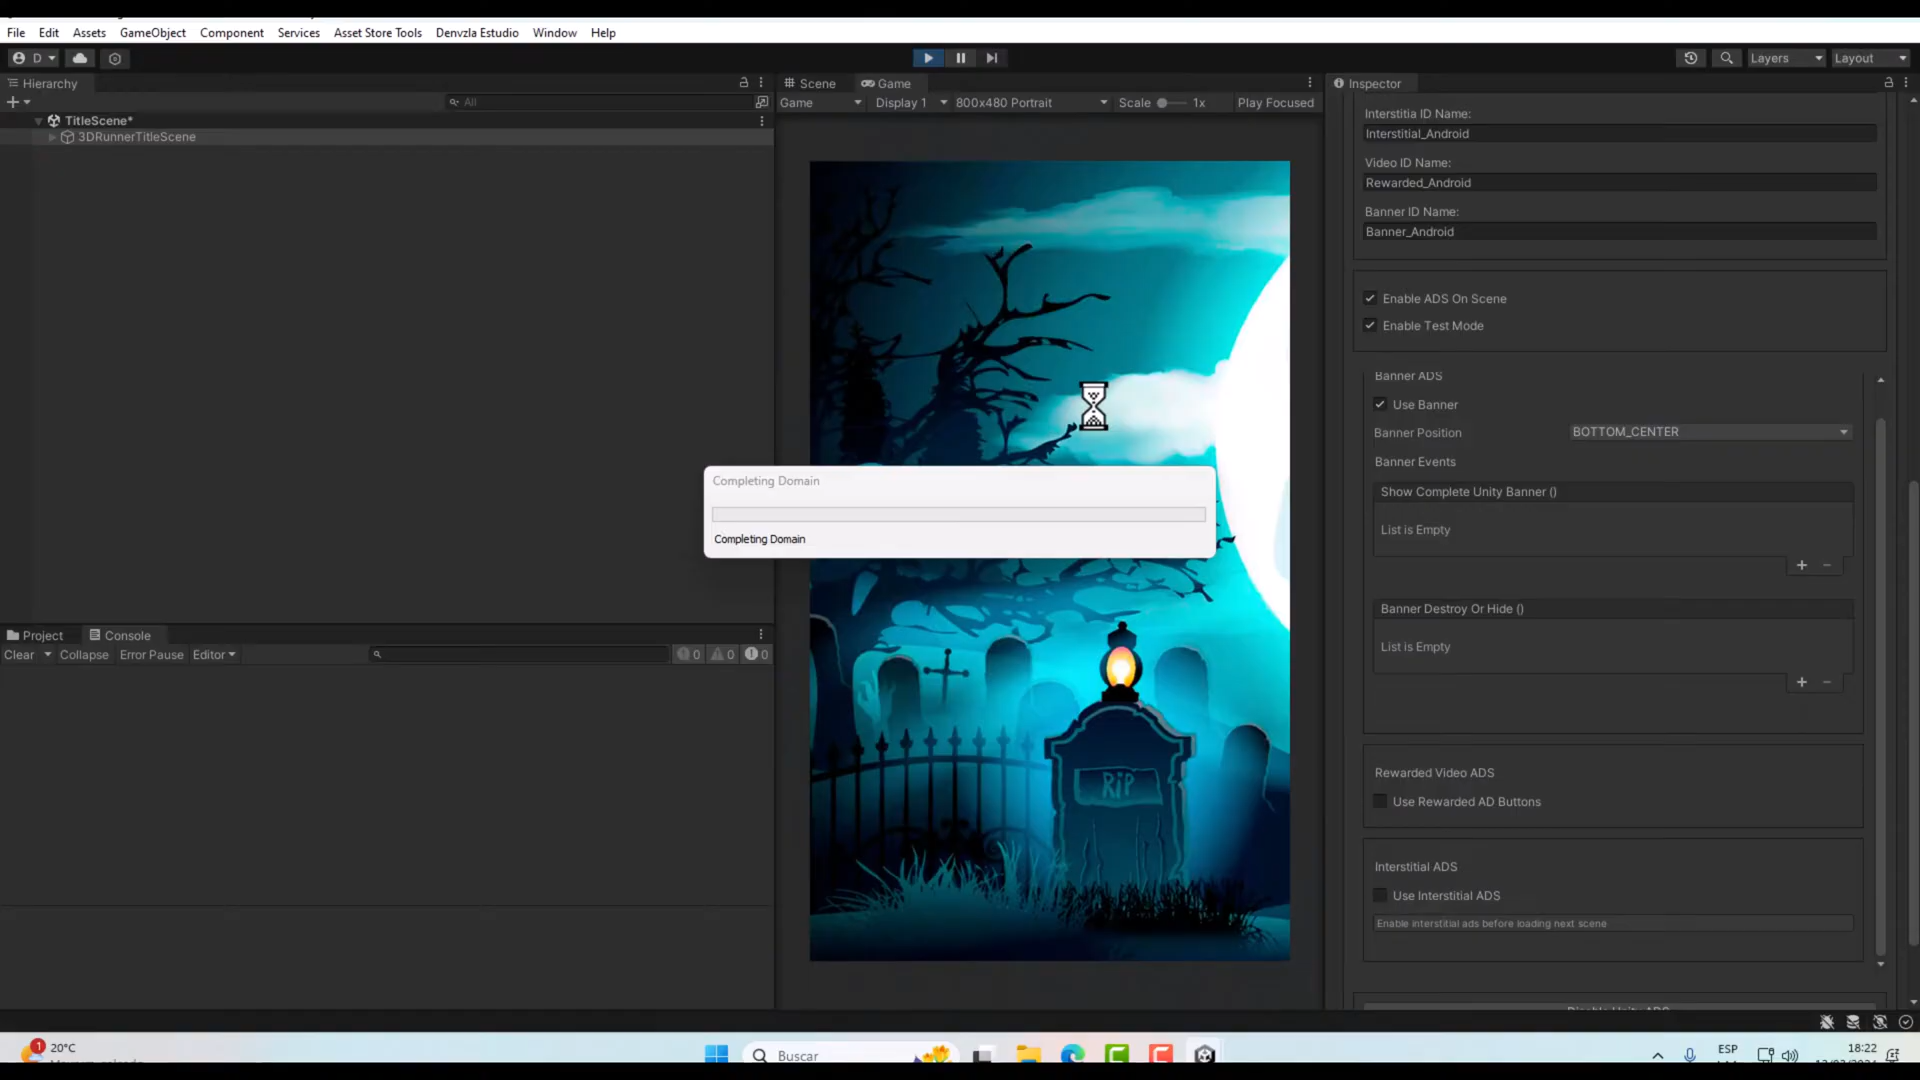 File Edit Assets GameObject Component Services Asset Store Tools Denvzla Estudio Window Help
D
Layers Layout
Hierarchy
Scene Game
Inspector
All
Game Display 1 800x480 Portrait Scale 1x Play Focused
TitleScene*
3DRunnerTitleScene
Interstitia ID Name:
Interstitial_Android
Video ID Name:
Rewarded_Android
Banner ID Name:
Banner_Android
Enable ADS On Scene
Enable Test Mode
Banner ADS
Use Banner
Banner Position BOTTOM_CENTER
Banner Events
Show Complete Unity Banner ()
List is Empty
+ −
Banner Destroy Or Hide ()
List is Empty
+ −
Rewarded Video ADS
Use Rewarded AD Buttons
Interstitial ADS
Use Interstitial ADS
Enable interstitial ads before loading next scene
Completing Domain
Completing Domain
RIP
Project Console
Clear Collapse Error Pause Editor 0 0 0
1
20°C
Buscar
ESP
18:22